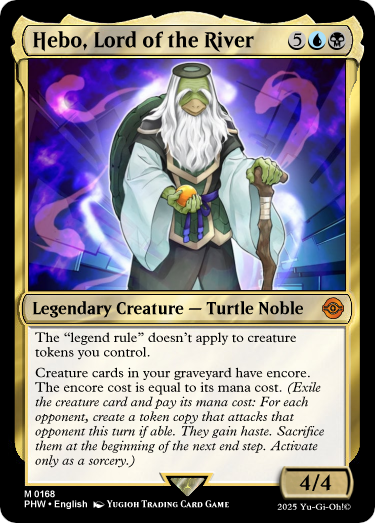 Hebo, Lord of the River 5
Legendary Creature — Turtle Noble
The “legend rule” doesn’t apply to creature
tokens you control.
Creature cards in your graveyard have encore.
The encore cost is equal to its mana cost. (Exile
the creature card and pay its mana cost: For each
opponent, create a token copy that attacks that
opponent this turn if able. They gain haste. Sacrifice
them at the beginning of the next end step. Activate
only as a sorcery.)
4/4
M 0168
PHW • English Yugioh Trading Card Game
2025 Yu-Gi-Oh!©